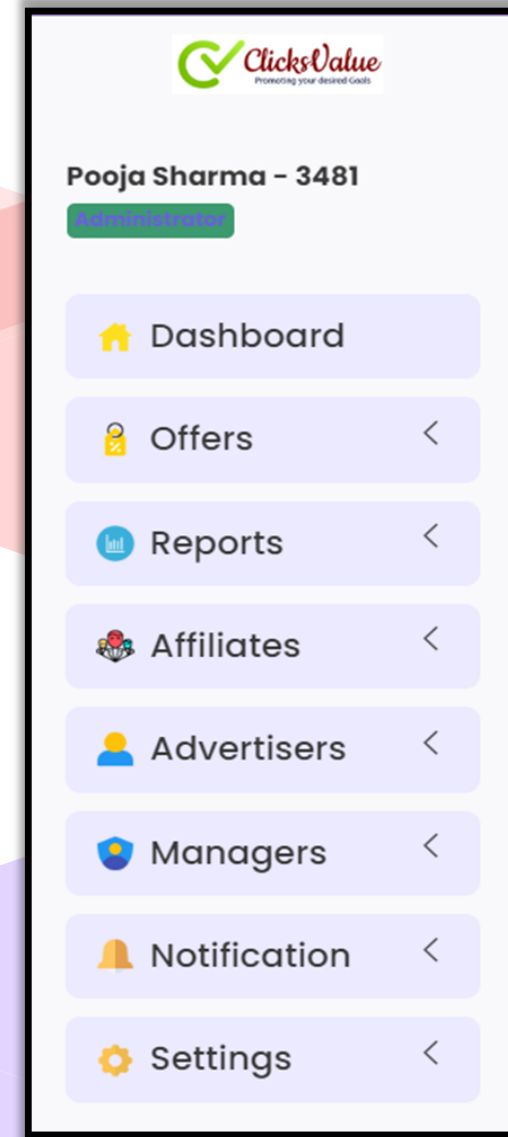 ClicksValue
Promoting your desired Goals
Pooja Sharma - 3481
Administrator
Dashboard
Offers
Reports
Affiliates
Advertisers
Managers
Notification
Settings